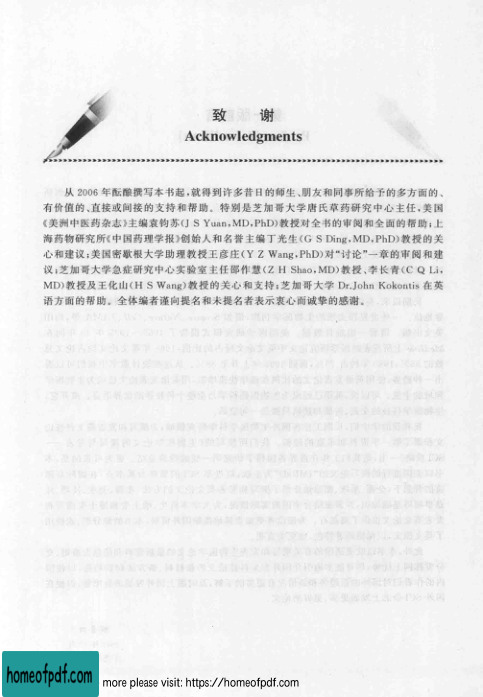 致 谢
Acknowledgments
从 2006 年酝酿撰写本书起,就得到许多昔日的师生、朋友和同事所给予的多方面的、
有价值的、直接或间接的支持和帮助。特别是芝加哥大学唐氏草药研究中心主任,美国
《美洲中医药杂志》主编袁钧苏(J S Yuan,MD,PhD)教授对全书的审阅和全面的帮助;上
海药物研究所《中国药理学报》创始人和名誉主编丁光生(G S Ding,MD,PhD)教授的关
心和建议;美国密歇根大学助理教授王彦庄(Y Z Wang,PhD)对“讨论”一章的审阅和建
议;芝加哥大学急症研究中心实验室主任邵作慧(Z H Shao,MD)教授、李长青(C Q Li,
MD)教授及王化山(H S Wang)教授的关心和支持;芝加哥大学 Dr.John Kokontis 在英
语方面的帮助。全体编者谨向提名和未提名者表示衷心而诚挚的感谢。
homeofpdf.com
more please visit: https://homeofpdf.com